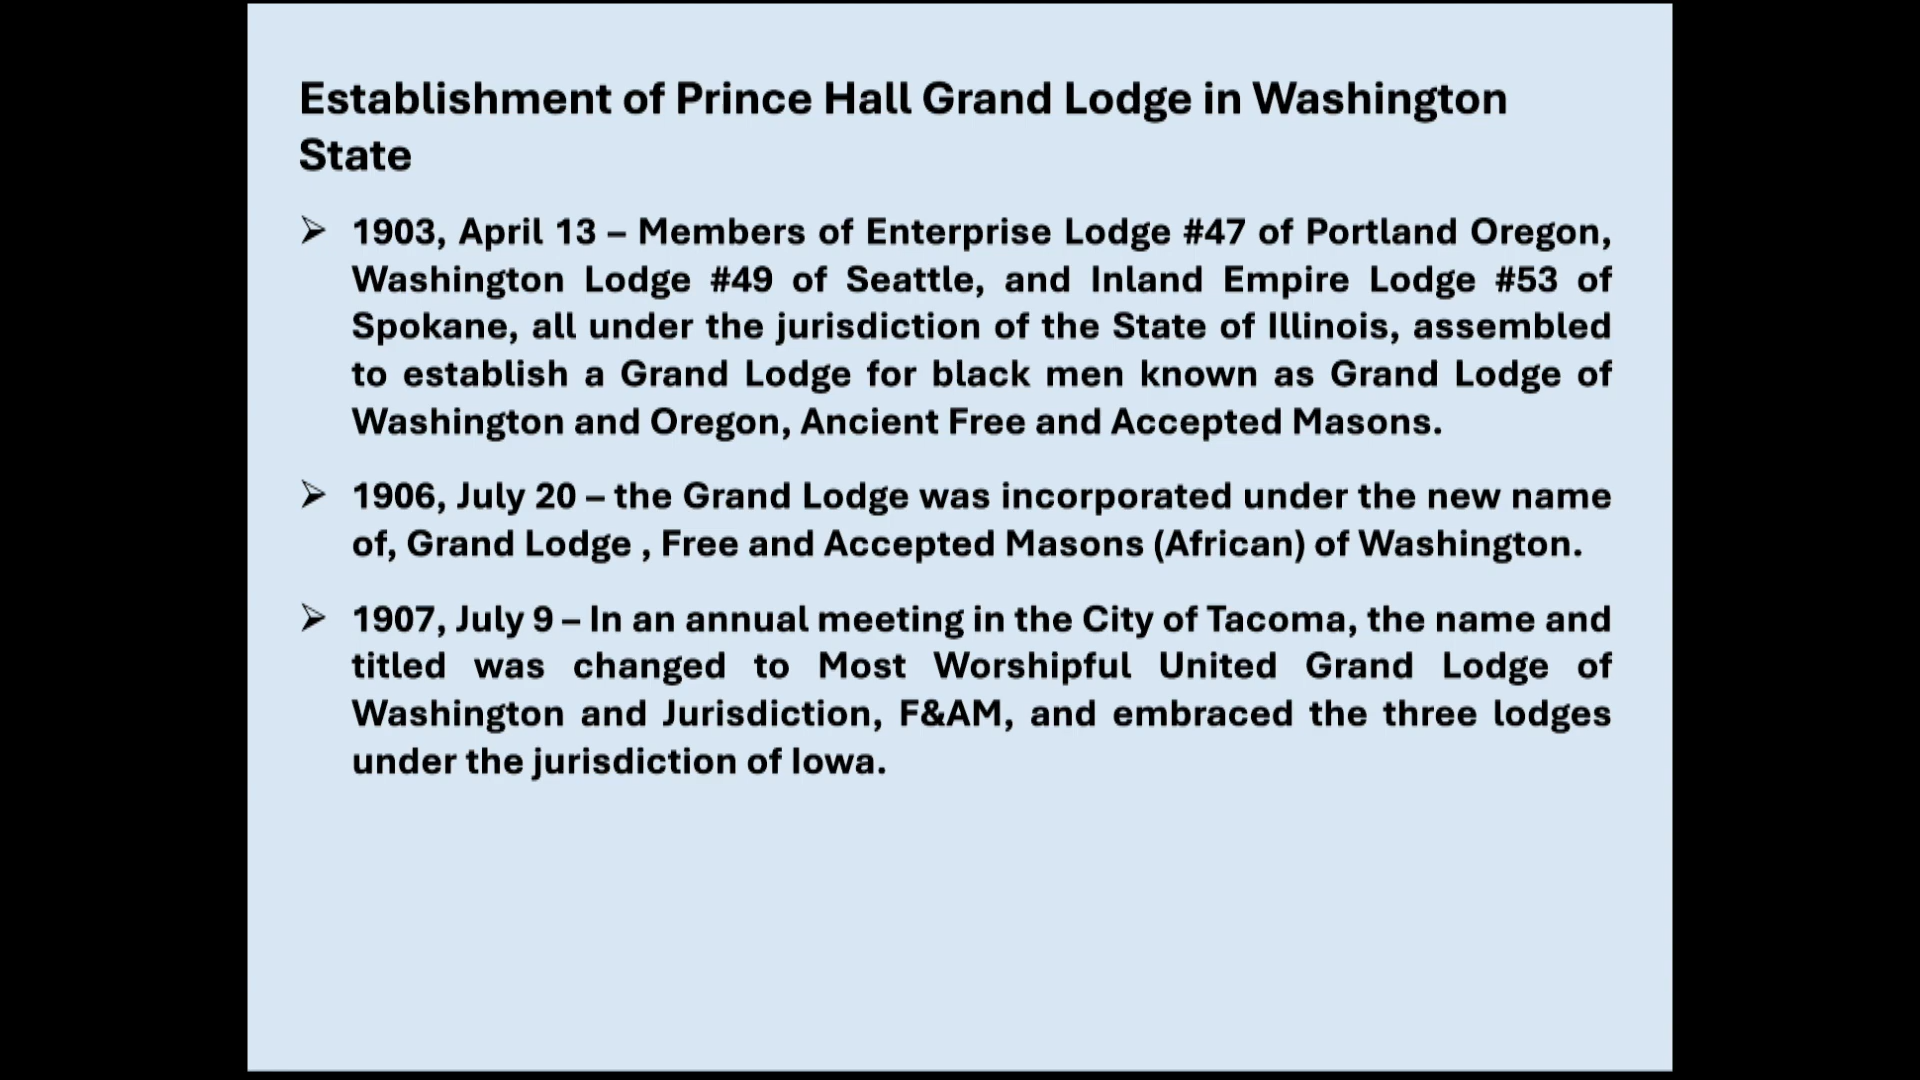 Establishment of Prince Hall Grand Lodge in Washington
State
➢ 1903, April 13 – Members of Enterprise Lodge #47 of Portland Oregon,
Washington Lodge #49 of Seattle, and Inland Empire Lodge #53 of
Spokane, all under the jurisdiction of the State of Illinois, assembled
to establish a Grand Lodge for black men known as Grand Lodge of
Washington and Oregon, Ancient Free and Accepted Masons.
➢ 1906, July 20 – the Grand Lodge was incorporated under the new name
of, Grand Lodge , Free and Accepted Masons (African) of Washington.
➢ 1907, July 9 – In an annual meeting in the City of Tacoma, the name and
titled was changed to Most Worshipful United Grand Lodge of
Washington and Jurisdiction, F&AM, and embraced the three lodges
under the jurisdiction of Iowa.